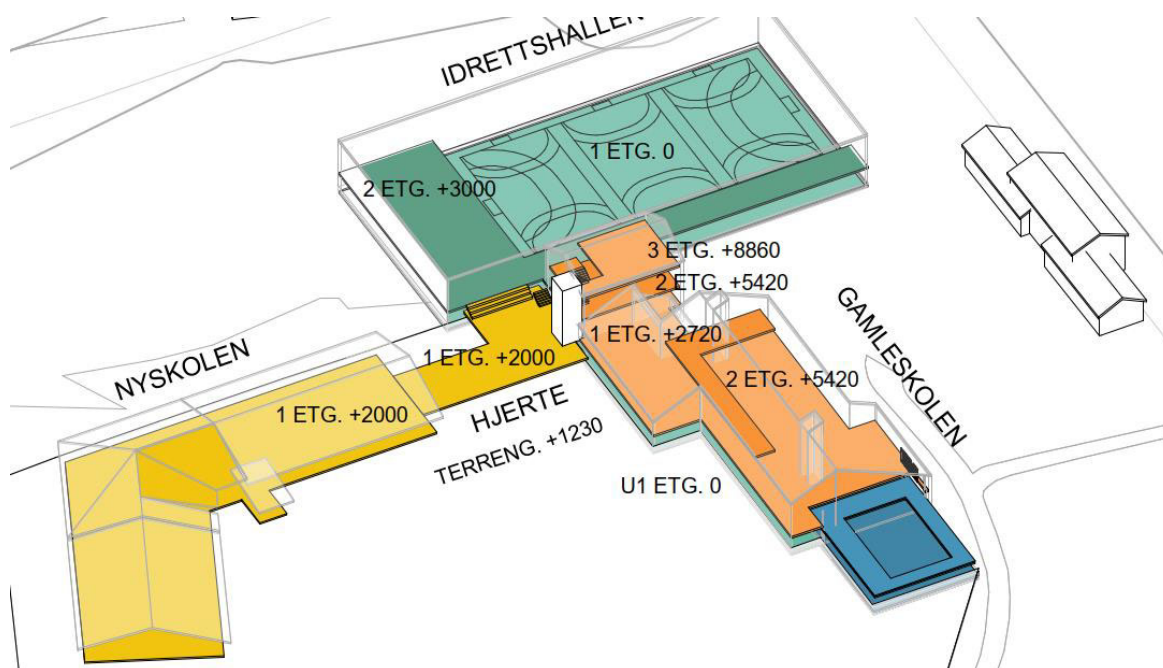 IDRETTSHALLEN
1 ETG. 0
2 ETG. +3000
3 ETG. +8860
2 ETG. +5420
1 ETG. +2720
NYSKOLEN
1 ETG. +2000
GAMLESKOLEN
2 ETG. +5420
1 ETG. +2000
HJERTE
TERRENG. +1230
U1 ETG. 0